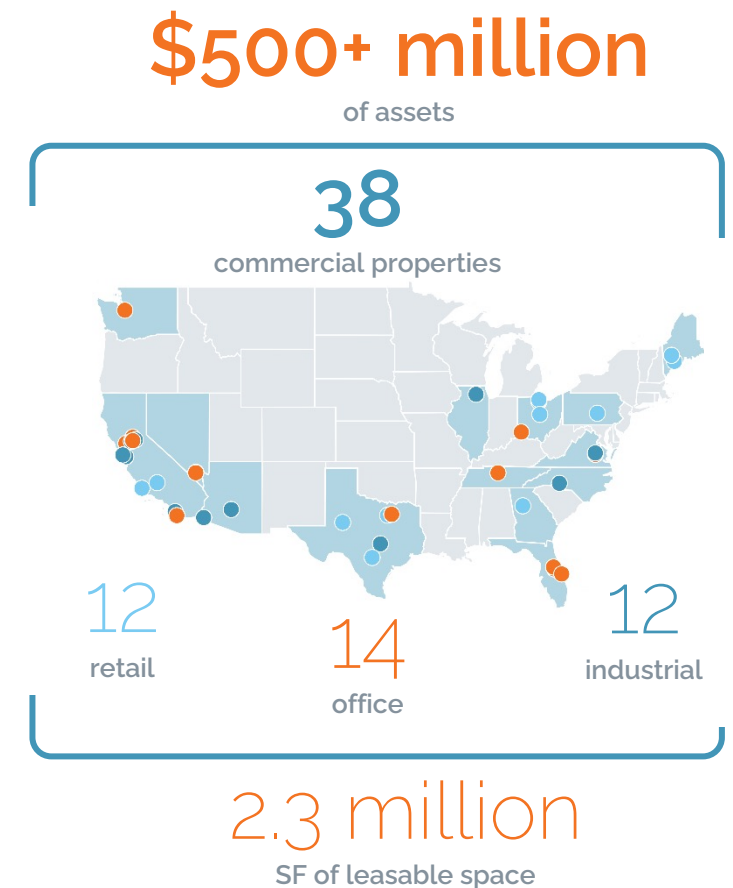 $500+ million
of assets
38
commercial properties
12
retail
14
office
12
industrial
2.3 million
SF of leasable space